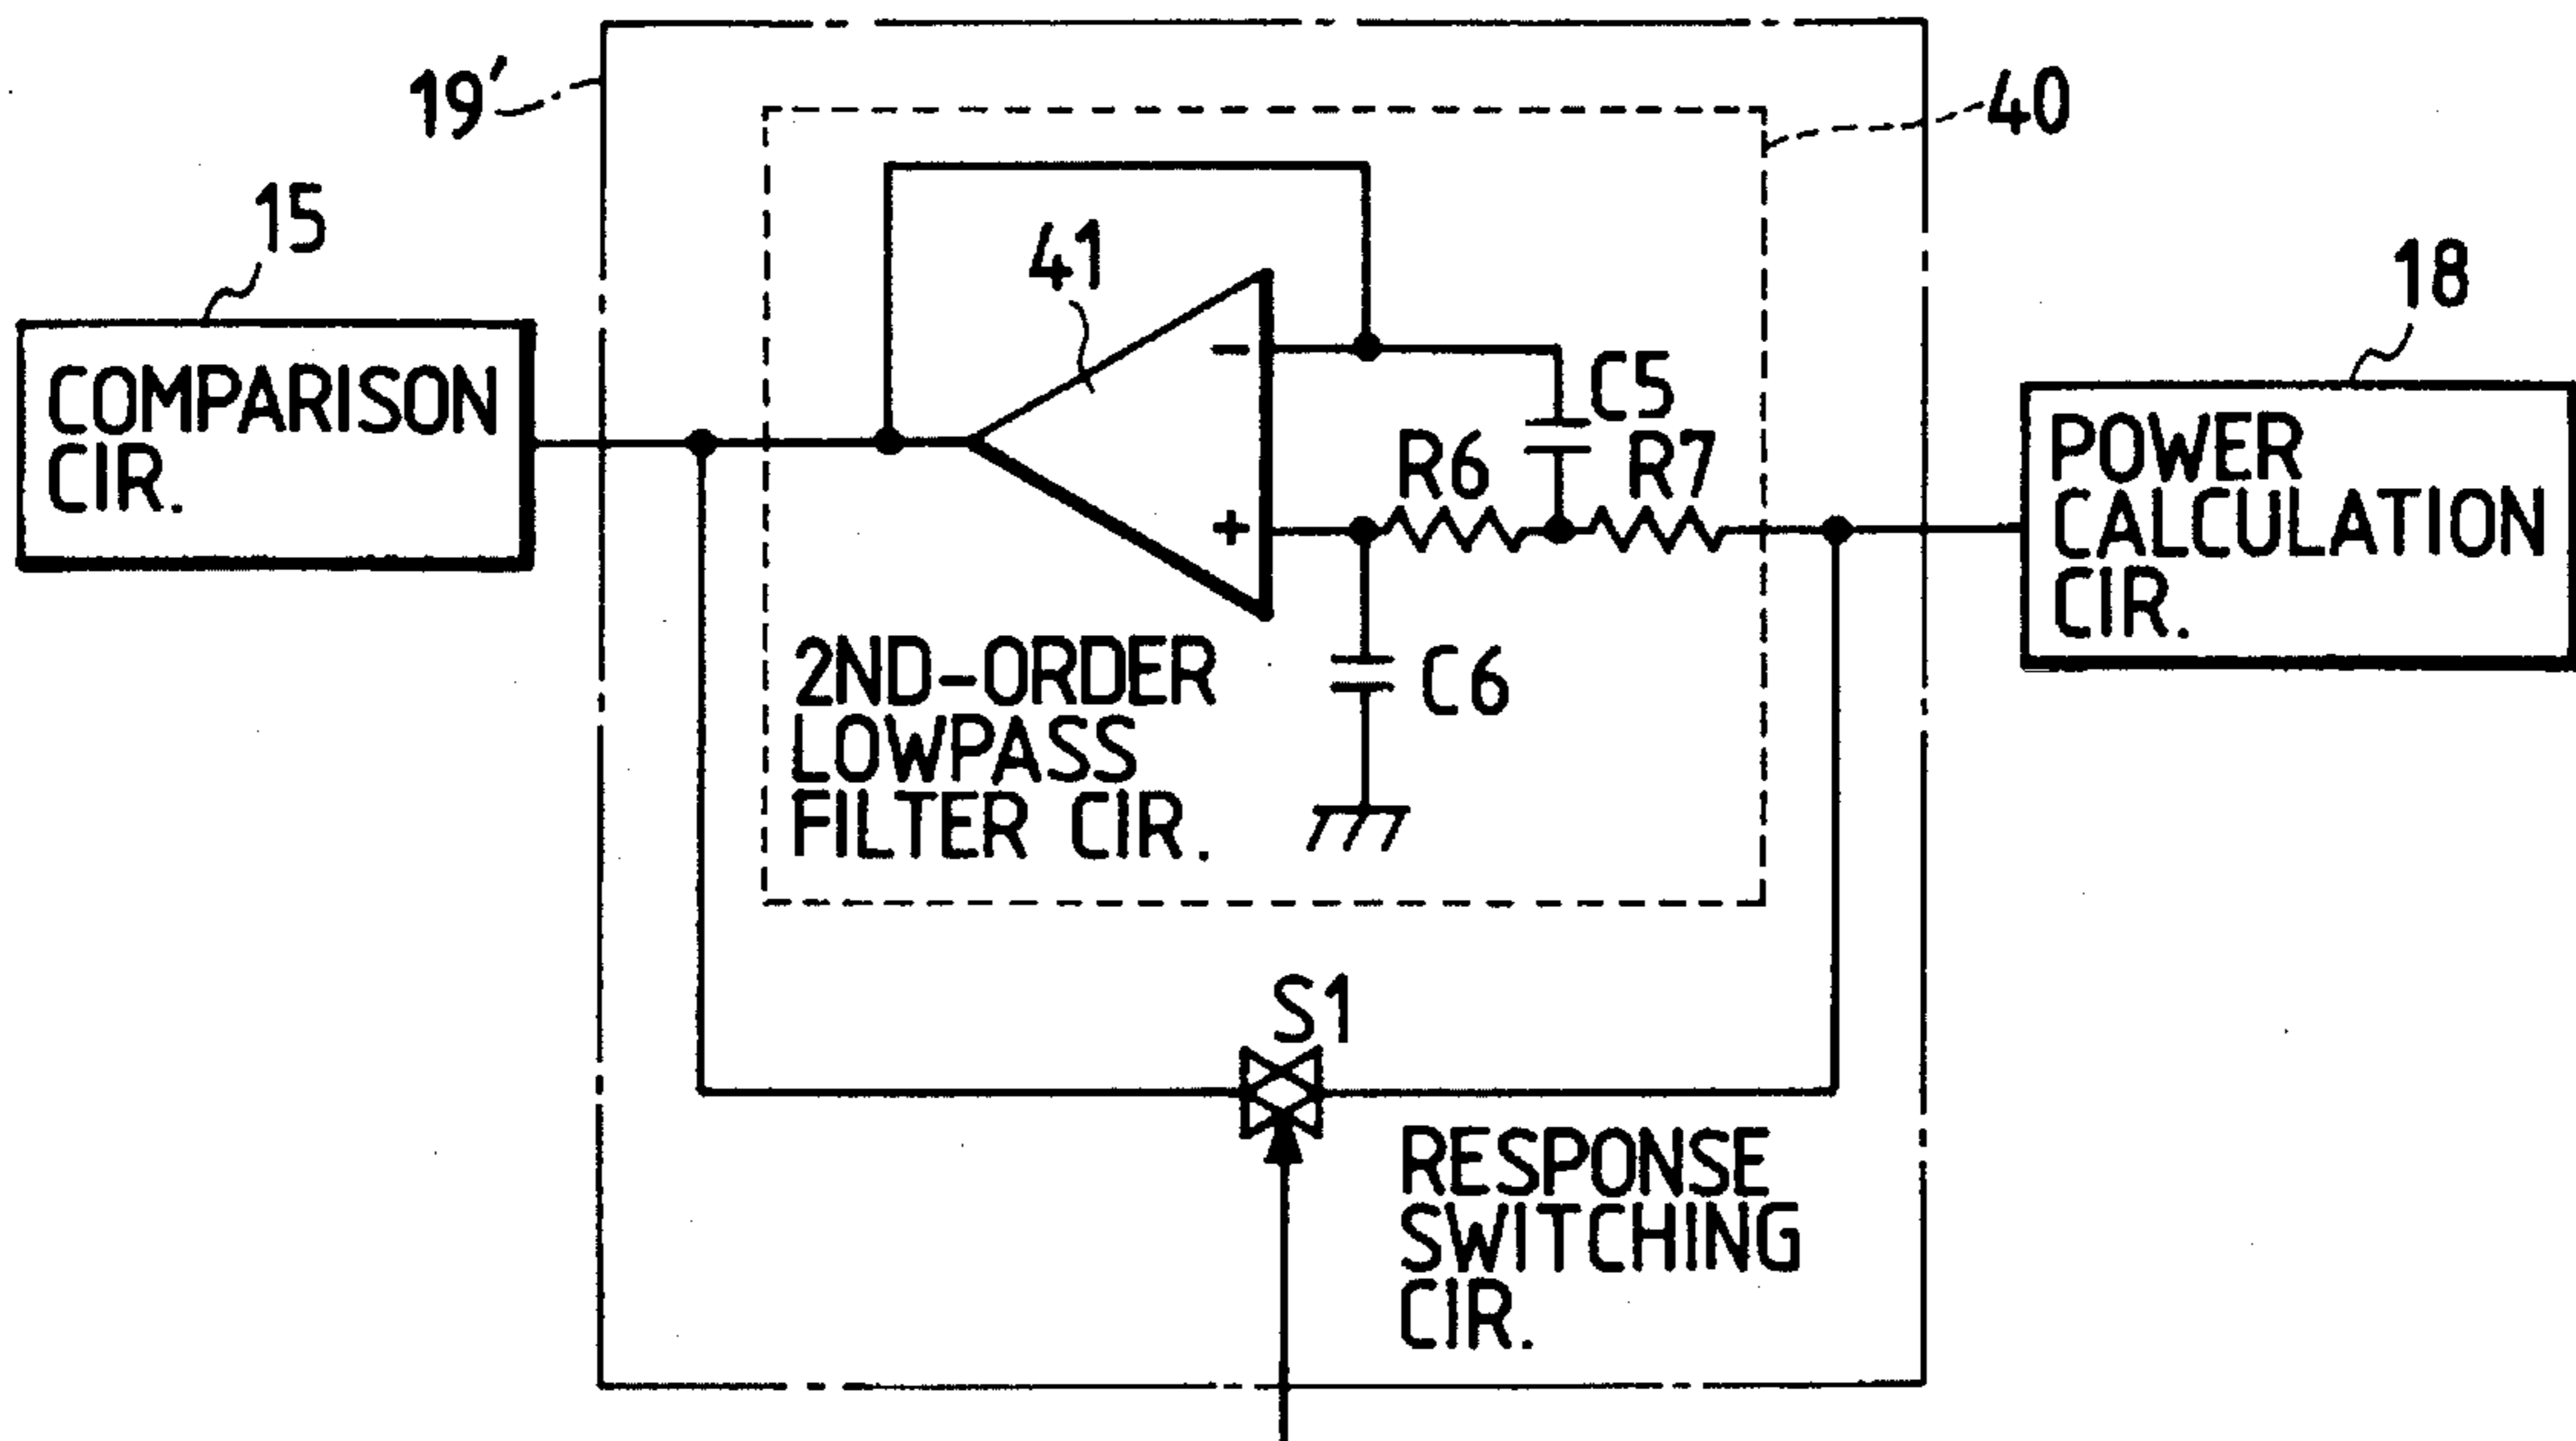 19′
40
15
COMPARISON
CIR.
41
−
+
C5
R6
R7
C6
2ND-ORDER
LOWPASS
FILTER CIR.
18
POWER
CALCULATION
CIR.
S1
RESPONSE
SWITCHING
CIR.